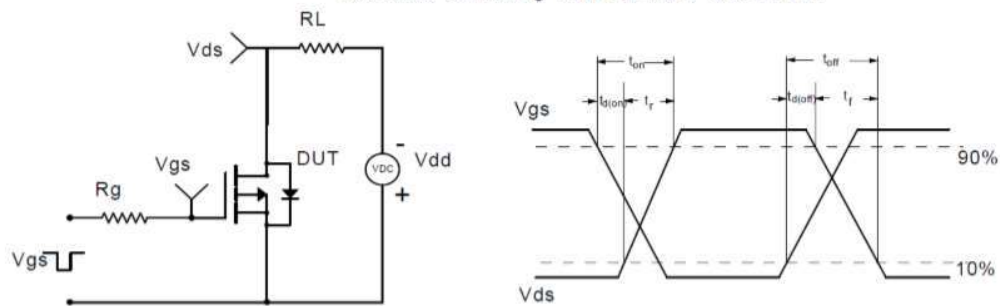 RL
Vds
Vgs
DUT
Rg
VDC
-
Vdd
+
Vgs
ton
toff
td(on)
tr
td(off)
tf
Vgs
90%
10%
Vds